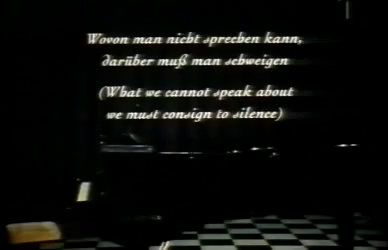 Wovon man nicht sprechen kann,
darüber muß man schweigen
(What we cannot speak about
we must consign to silence)